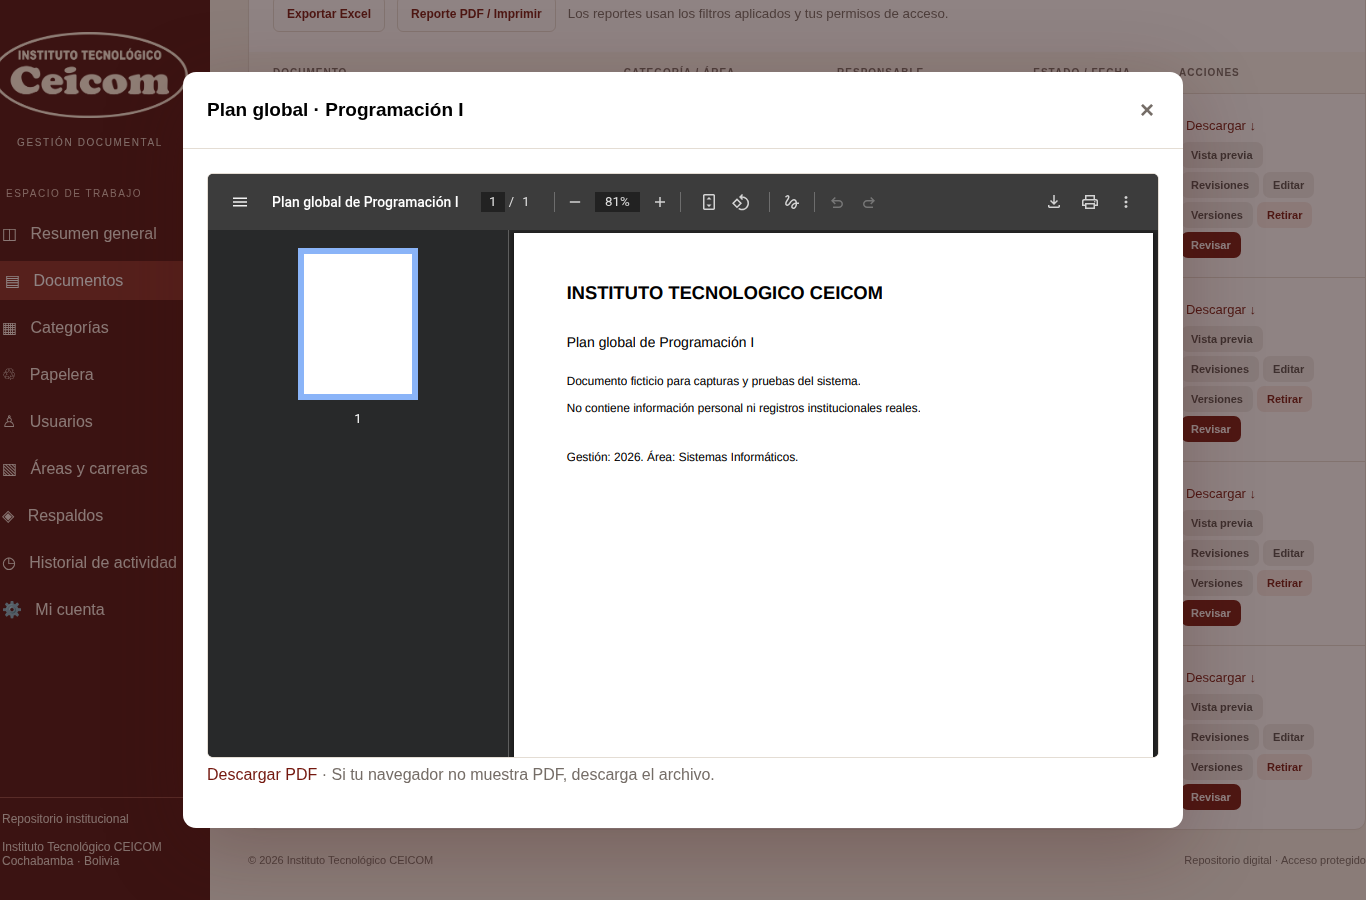 INSTITUTO TECNOLÓGICO
Ceicom
GESTIÓN DOCUMENTAL
ESPACIO DE TRABAJO
Resumen general
Documentos
Categorías
Papelera
Usuarios
Áreas y carreras
Respaldos
Historial de actividad
Mi cuenta
Repositorio institucional
Instituto Tecnológico CEICOM
Cochabamba · Bolivia
Exportar Excel
Reporte PDF / Imprimir
Los reportes usan los filtros aplicados y tus permisos de acceso.
DOCUMENTO CATEGORÍA / ÁREA RESPONSABLE ESTADO / FECHA ACCIONES
Plan global · Programación I ×
Plan global de Programación I 1 / 1 81%
1
INSTITUTO TECNOLOGICO CEICOM
Plan global de Programación I
Documento ficticio para capturas y pruebas del sistema.
No contiene información personal ni registros institucionales reales.
Gestión: 2026. Área: Sistemas Informáticos.
Descargar PDF · Si tu navegador no muestra PDF, descarga el archivo.
Descargar ↓
Vista previa
Revisiones Editar
Versiones Retirar
Revisar
Descargar ↓
Vista previa
Revisiones Editar
Versiones Retirar
Revisar
Descargar ↓
Vista previa
Revisiones Editar
Versiones Retirar
Revisar
Descargar ↓
Vista previa
Revisiones Editar
Versiones Retirar
Revisar
© 2026 Instituto Tecnológico CEICOM
Repositorio digital · Acceso protegido